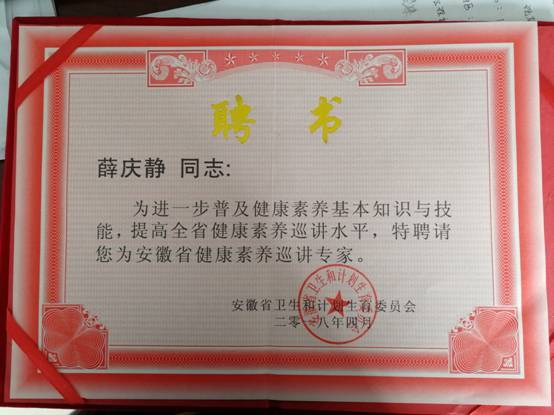 聘书
薛庆静 同志:
为进一步普及健康素养基本知识与技
能，提高全省健康素养巡讲水平，特聘请
您为安徽省健康素养巡讲专家。
安徽省卫生和计划生育委员会
二零一八年四月